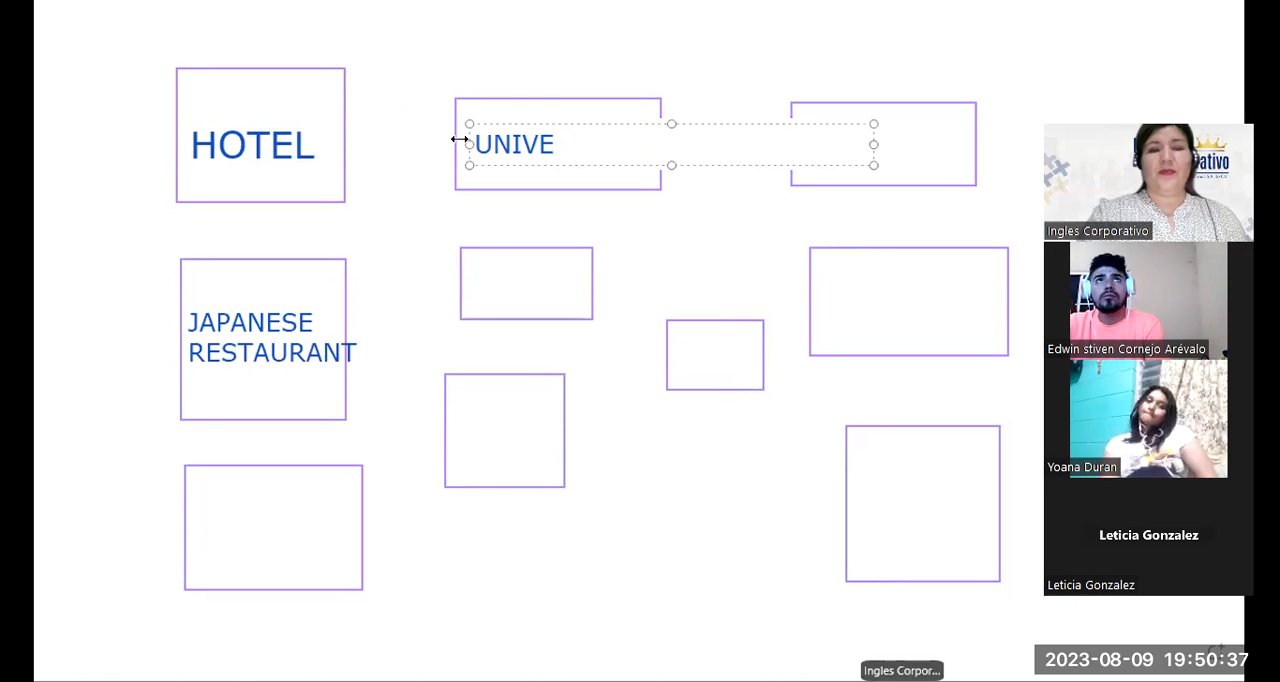 HOTEL
UNIVE
JAPANESE
RESTAURANT
ativo
Ingles Corporativo
Edwin stiven Cornejo Arévalo
Yoana Duran
Leticia Gonzalez
Leticia Gonzalez
Ingles Corpor...
2023-08-09 19:50:37